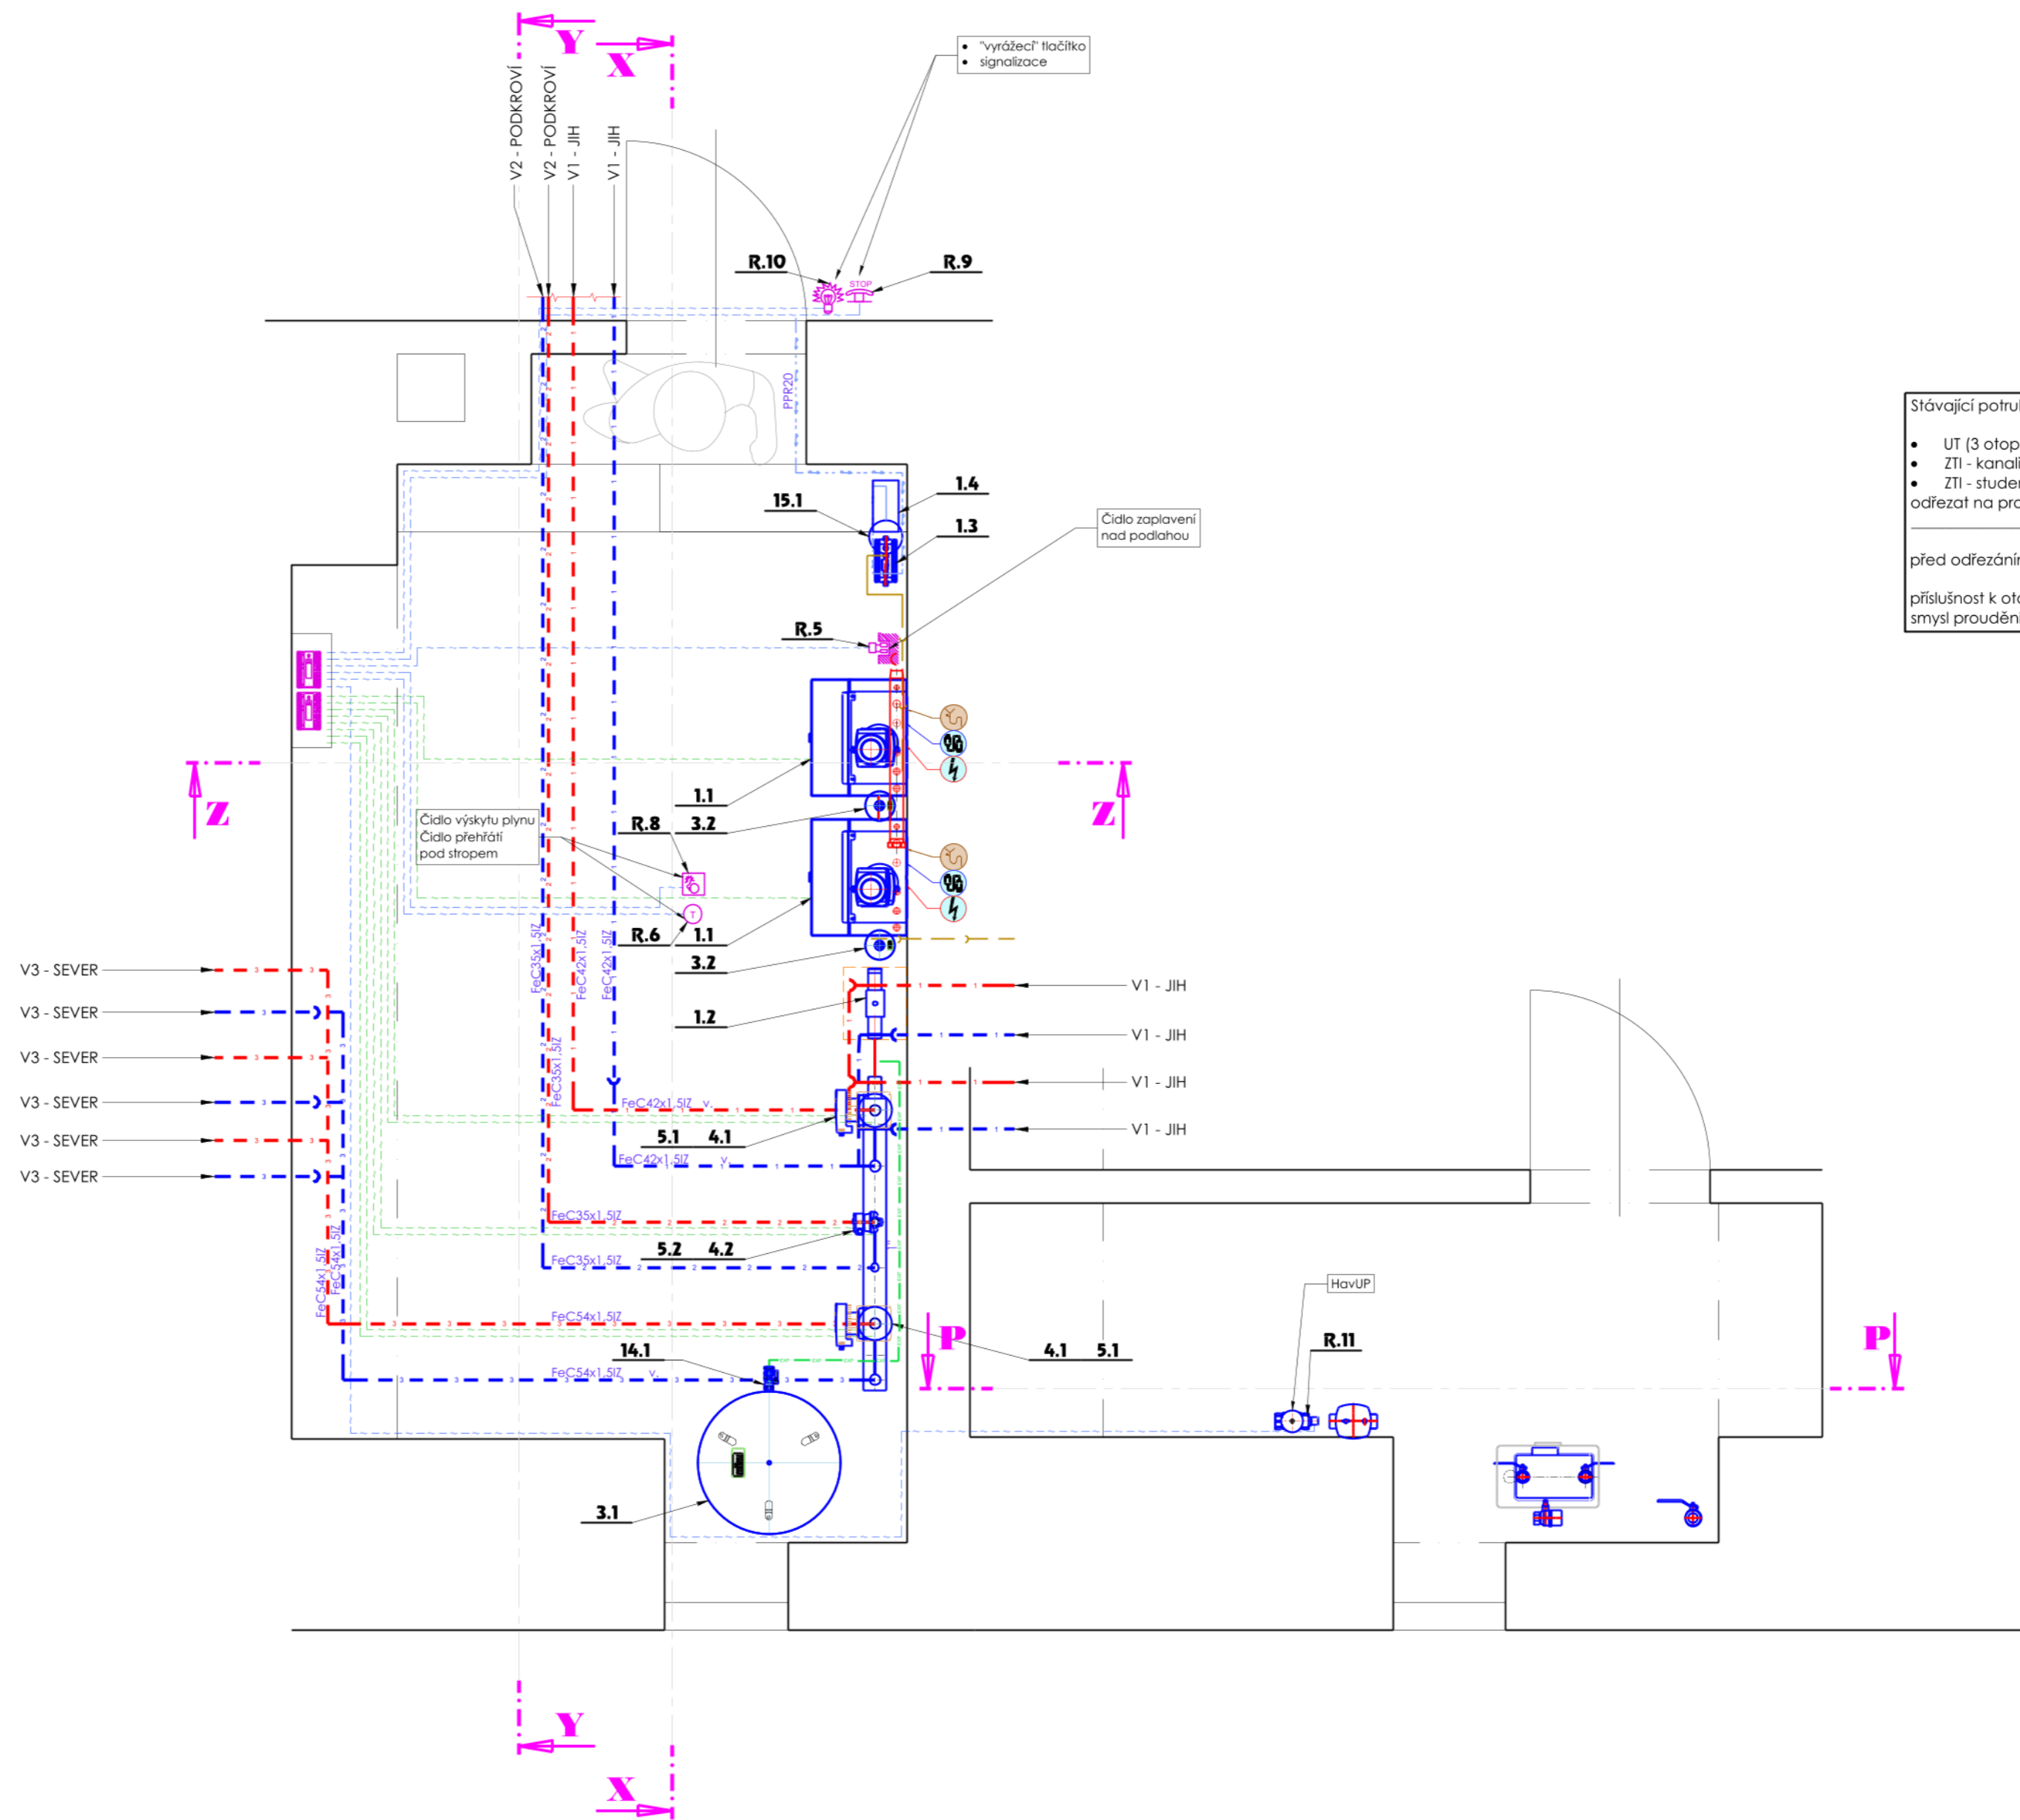 Y
X
• "vyrážecí" tlačítko
• signalizace
V2 - PODKROVÍ
V2 - PODKROVÍ
V1 - JIH
V1 - JIH
R.10
R.9
STOP
PPR20
Stávající potrub
• UT (3 otop
• ZTI - kanali
• ZTI - studen
odřezat na pro
před odřezáním
příslušnost k oto
smysl proudění
15.1
1.4
1.3
Čidlo zaplavení
nad podlahou
R.5
Z
Z
1.1
R.8 3.2
Čidlo výskytu plynu
Čidlo přehřátí
pod stropem
T
R.6 1.1
3.2
FeC35x1,5IZ
FeC42x1,5IZ
FeC42x1,5IZ
FeC35x1,5IZ
V3 - SEVER
V3 - SEVER
V3 - SEVER
V3 - SEVER
V3 - SEVER
V3 - SEVER
1.2
V1 - JIH
V1 - JIH
V1 - JIH
V1 - JIH
FeC42x1,5IZ v.
5.1 4.1
FeC42x1,5IZ v.
FeC35x1,5IZ
5.2 4.2
FeC35x1,5IZ
FeC54x1,5IZ
FeC54x1,5IZ
FeC54x1,5IZ
14.1
FeC54x1,5IZ v.
HavUP
P
P
4.1 5.1
R.11
3.1
Y
X